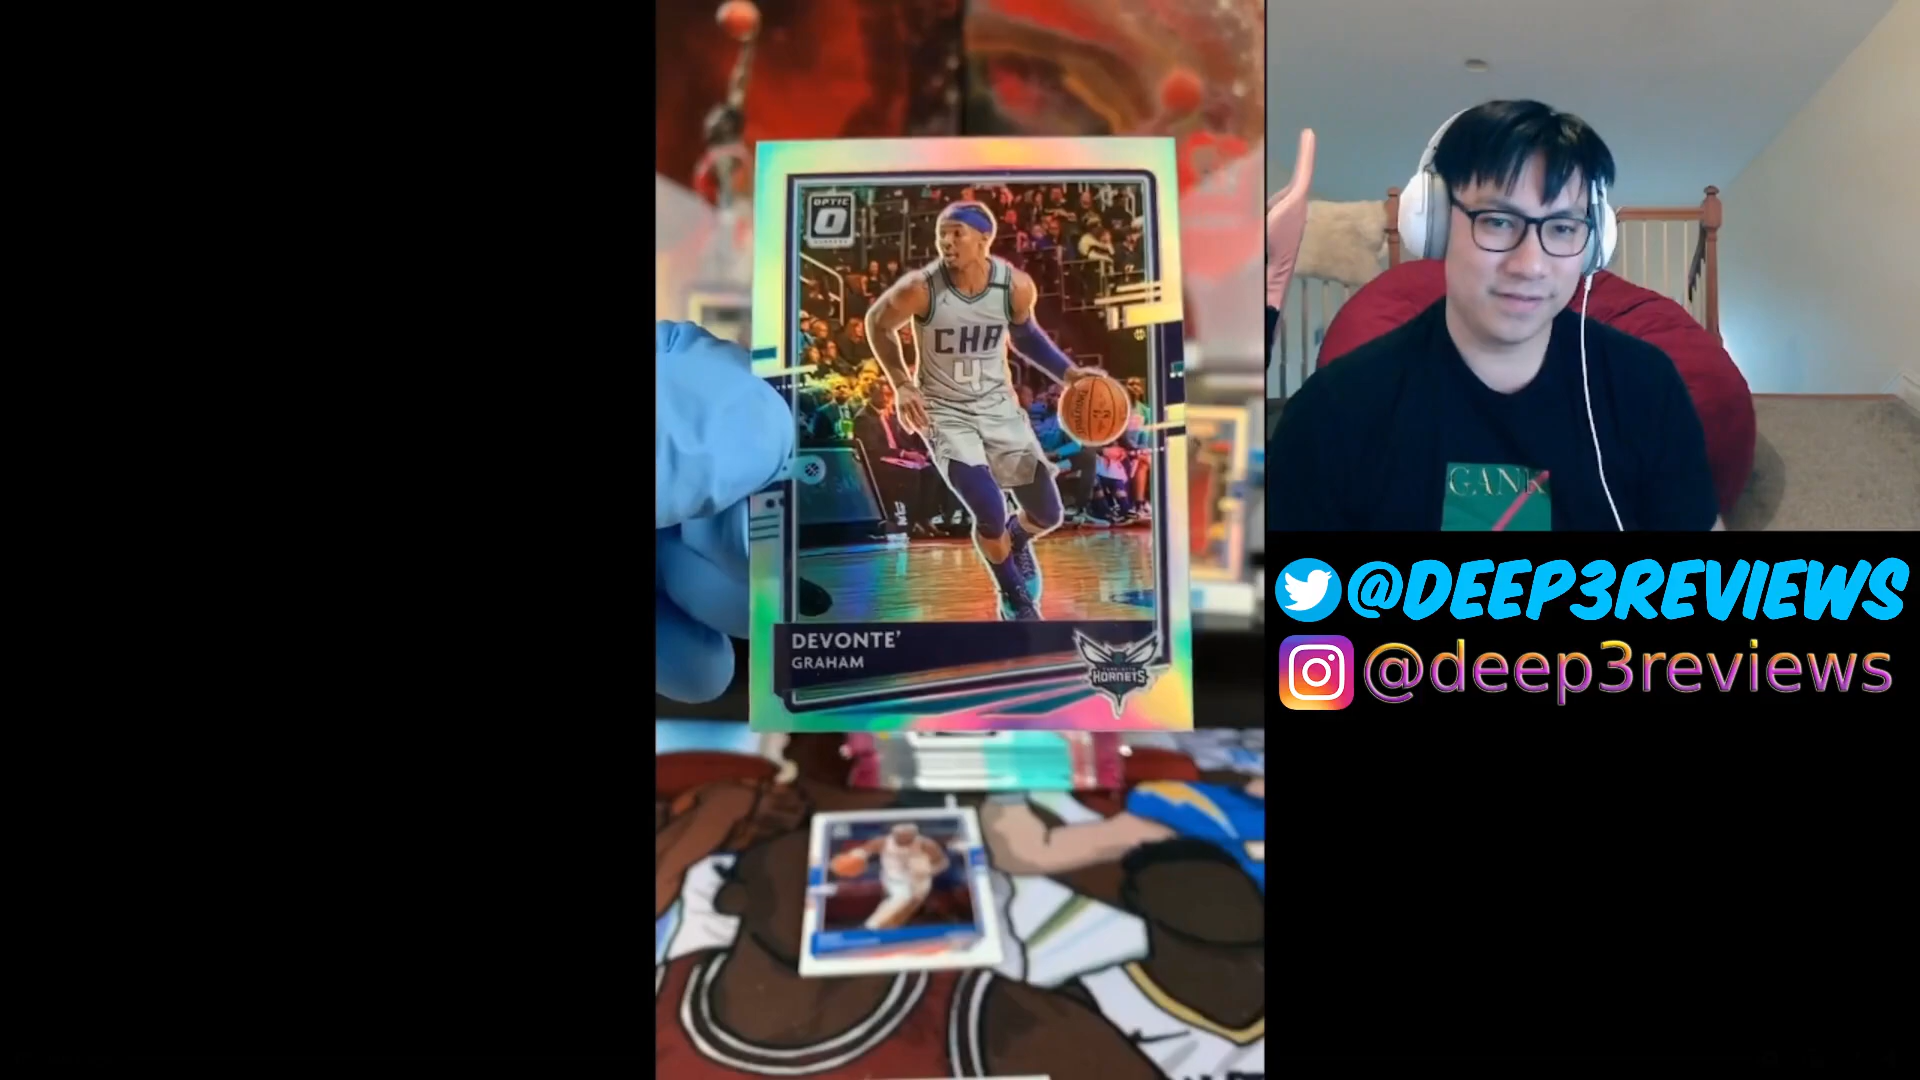 OPTIC
CHA
4
DEVONTE'
GRAHAM
HORNETS
GANK
@DEEP3REVIEWS
@deep3reviews